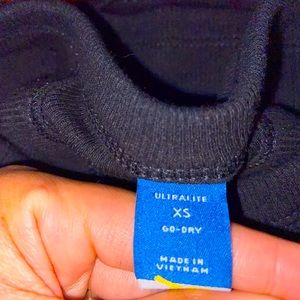 ULTRALITE
XS
GO-DRY
MADE IN
VIETNAM